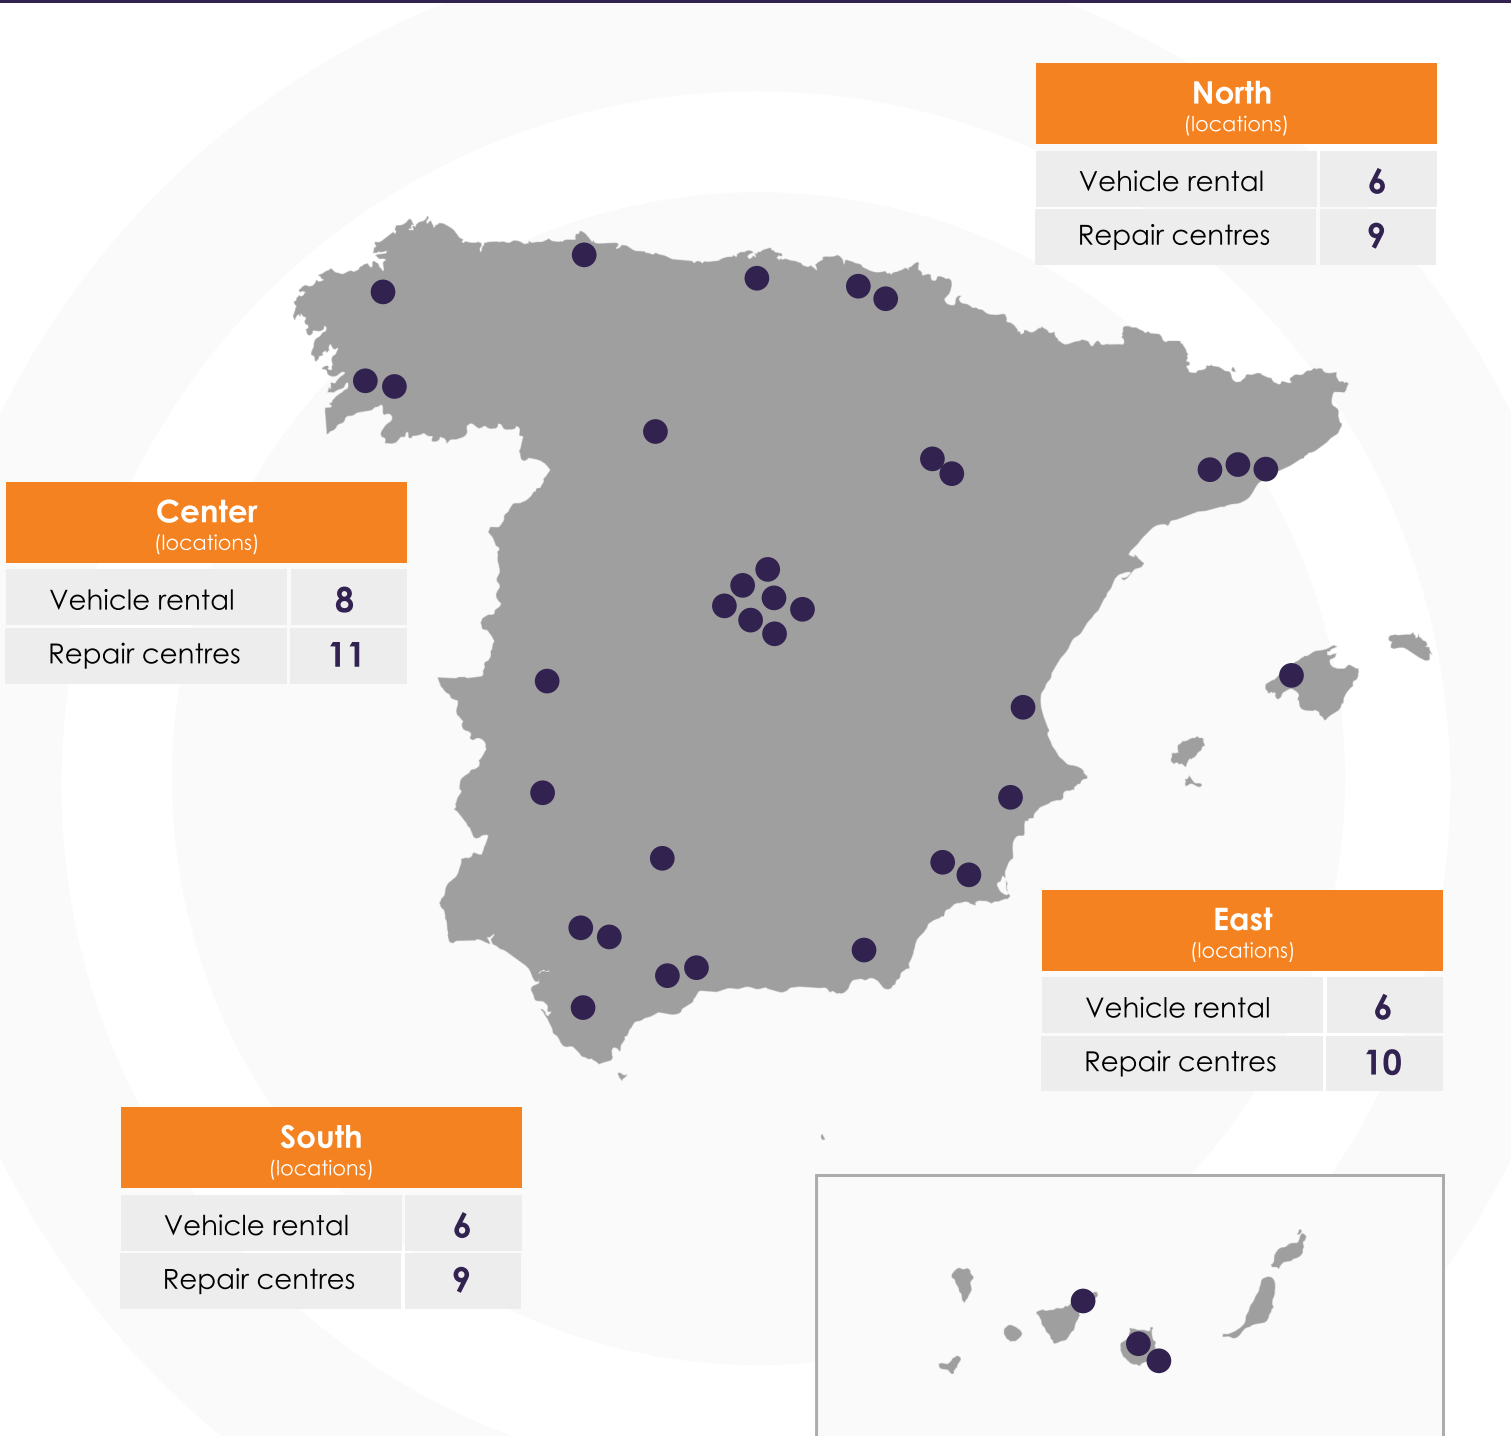 North
(locations)
Vehicle rental 6
Repair centres 9
Center
(locations)
Vehicle rental 8
Repair centres 11
East
(locations)
Vehicle rental 6
Repair centres 10
South
(locations)
Vehicle rental 6
Repair centres 9